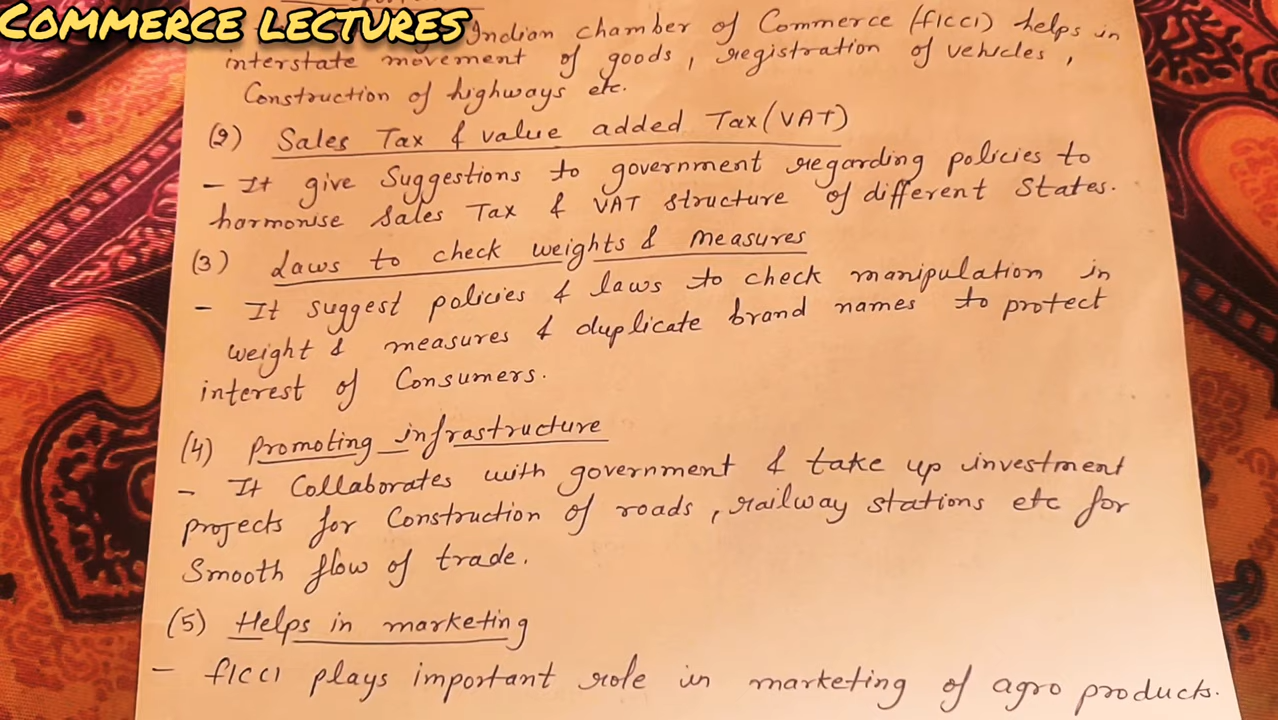 COMMERCE LECTURES
Indian chamber of Commerce (FICCI) helps in
interstate movement of goods, registration of vehicles,
Construction of highways etc.
(2) Sales Tax & value added Tax (VAT)
- It give Suggestions to government regarding policies to
harmonise Sales Tax & VAT structure of different States.
(3) Laws to check weights & measures
- It suggest policies & laws to check manipulation in
weight & measures & duplicate brand names to protect
interest of Consumers.
(4) Promoting infrastructure
- It Collaborates with government & take up investment
projects for Construction of roads, railway stations etc for
Smooth flow of trade.
(5) Helps in marketing
- FICCI plays important role in marketing of agro products.